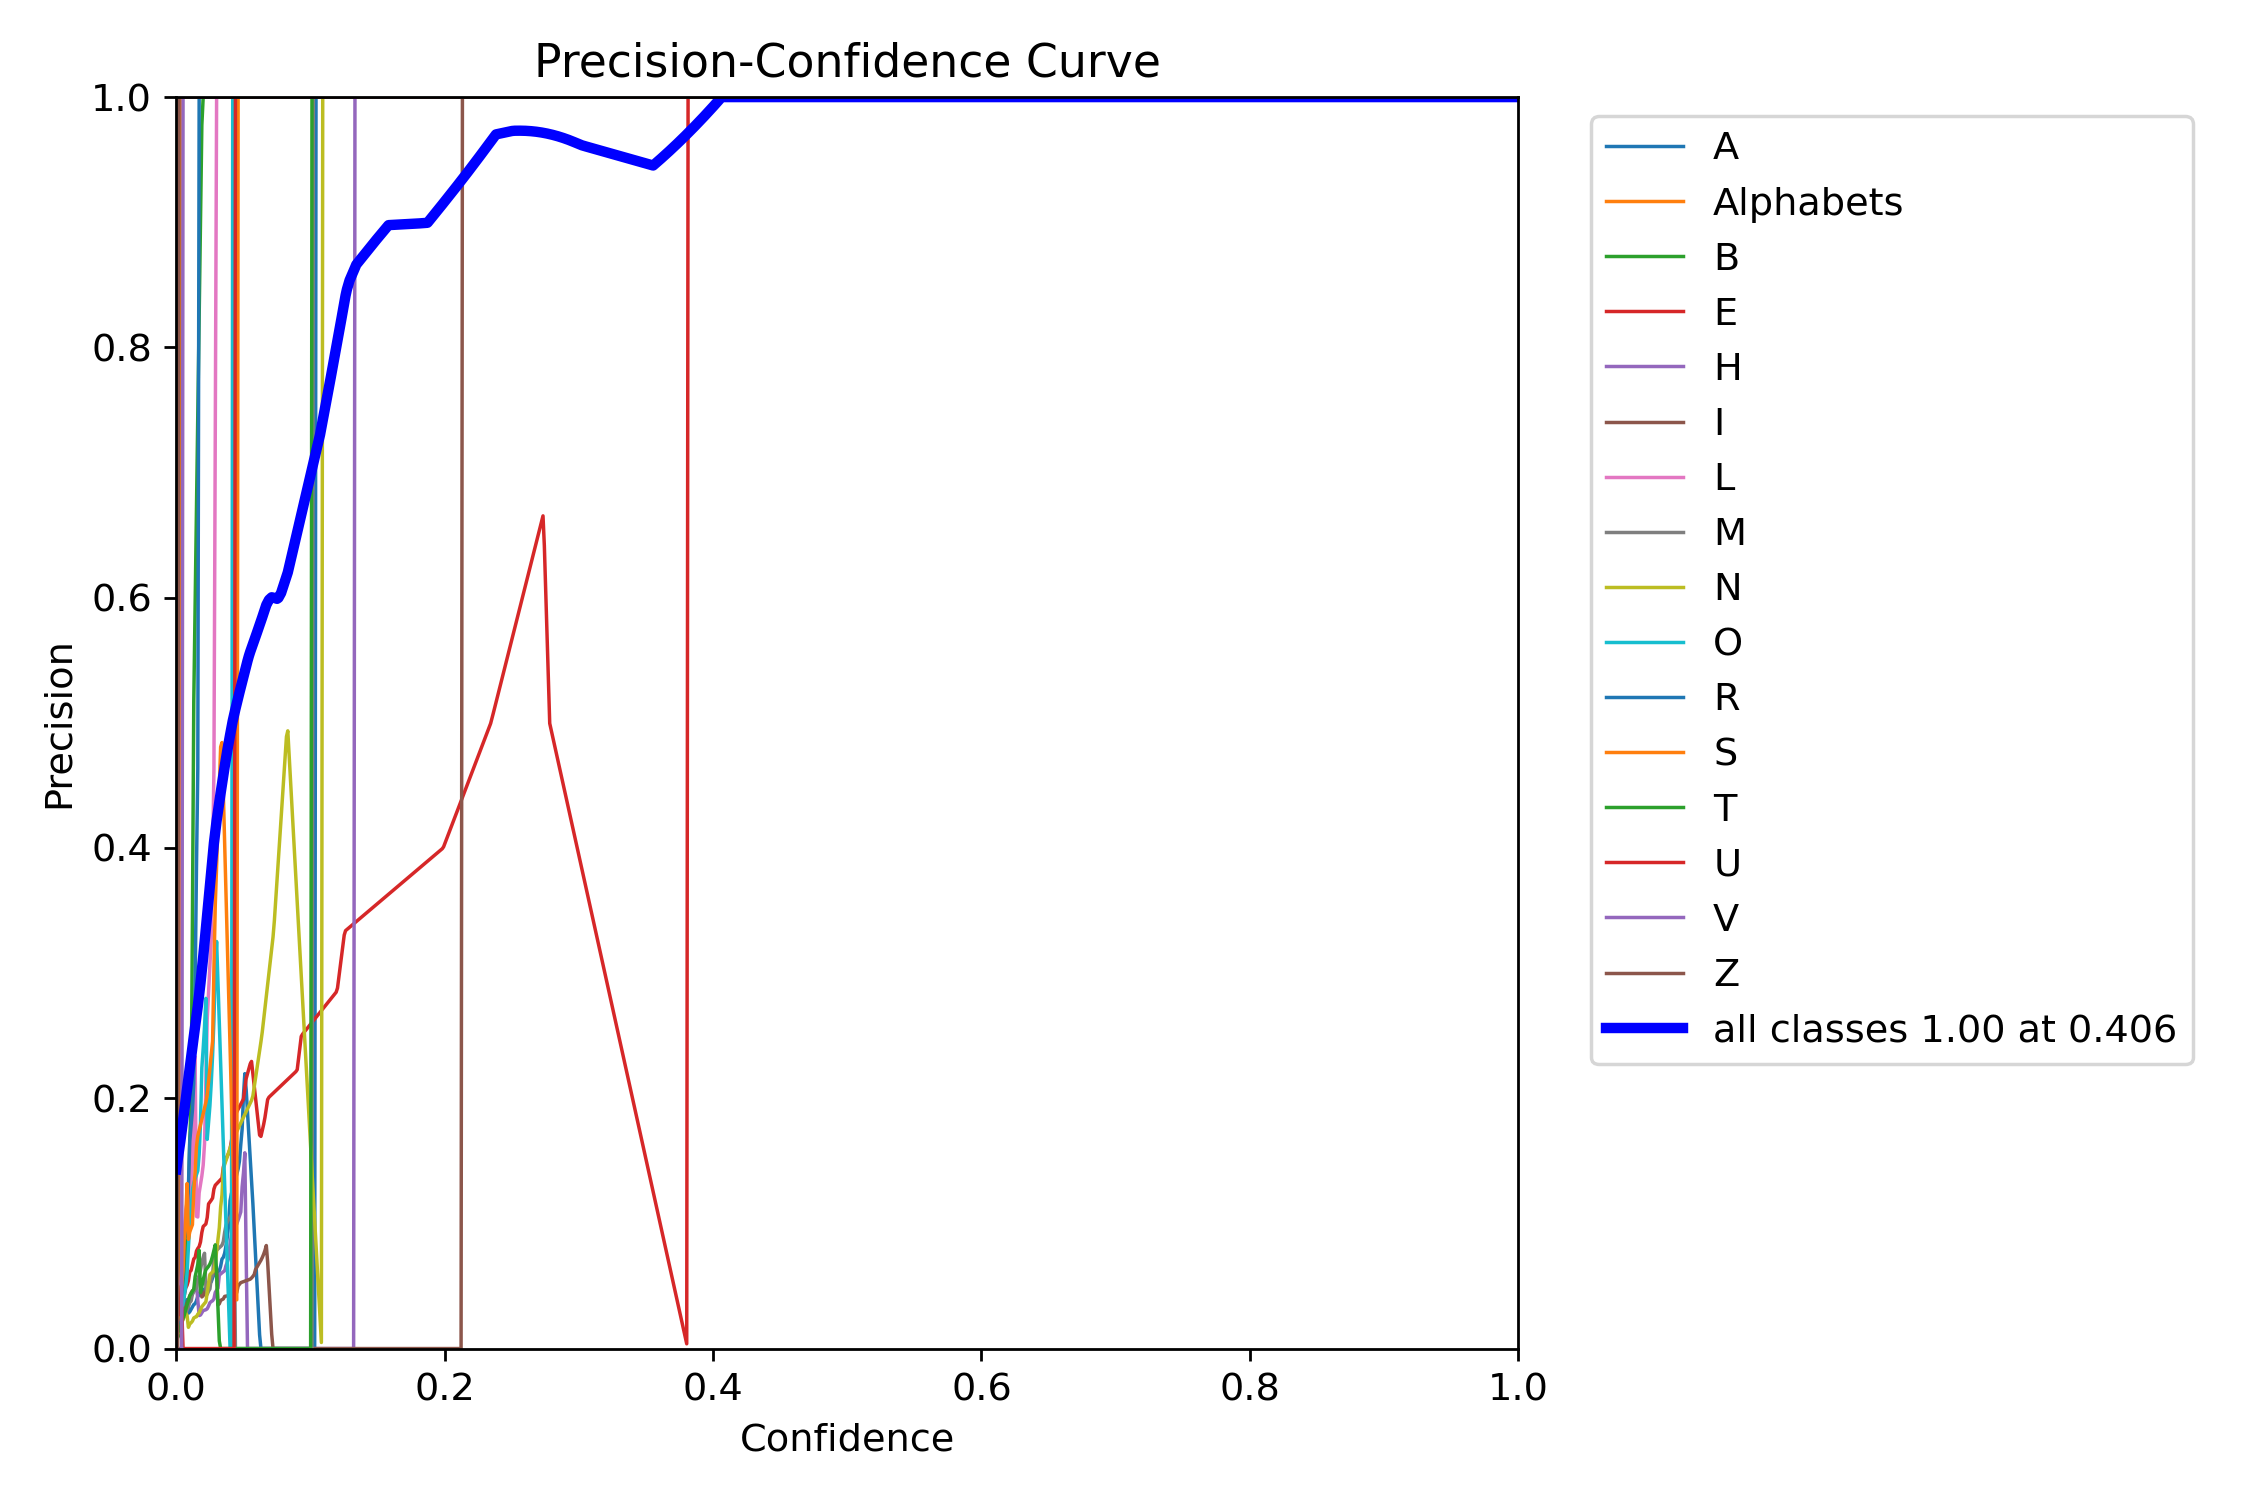 Precision-Confidence Curve
1.0
0.8
0.6
0.4
0.2
0.0
Precision
0.0 0.2 0.4 0.6 0.8 1.0
Confidence
A
Alphabets
B
E
H
I
L
M
N
O
R
S
T
U
V
Z
all classes 1.00 at 0.406